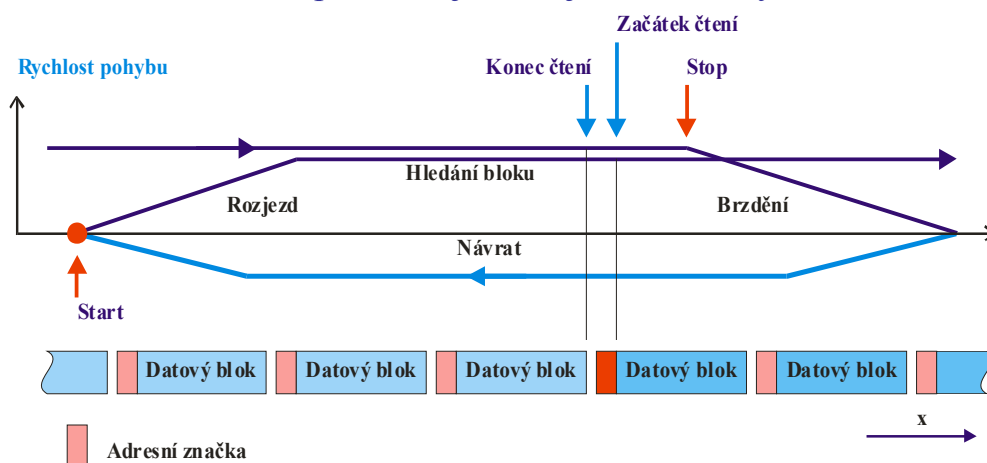 Začátek čtení
Rychlost pohybu
Konec čtení
Stop
Hledání bloku
Rozjezd
Brzdění
Návrat
Start
Datový blok
Datový blok
Datový blok
Datový blok
Datový blok
x
Adresní značka